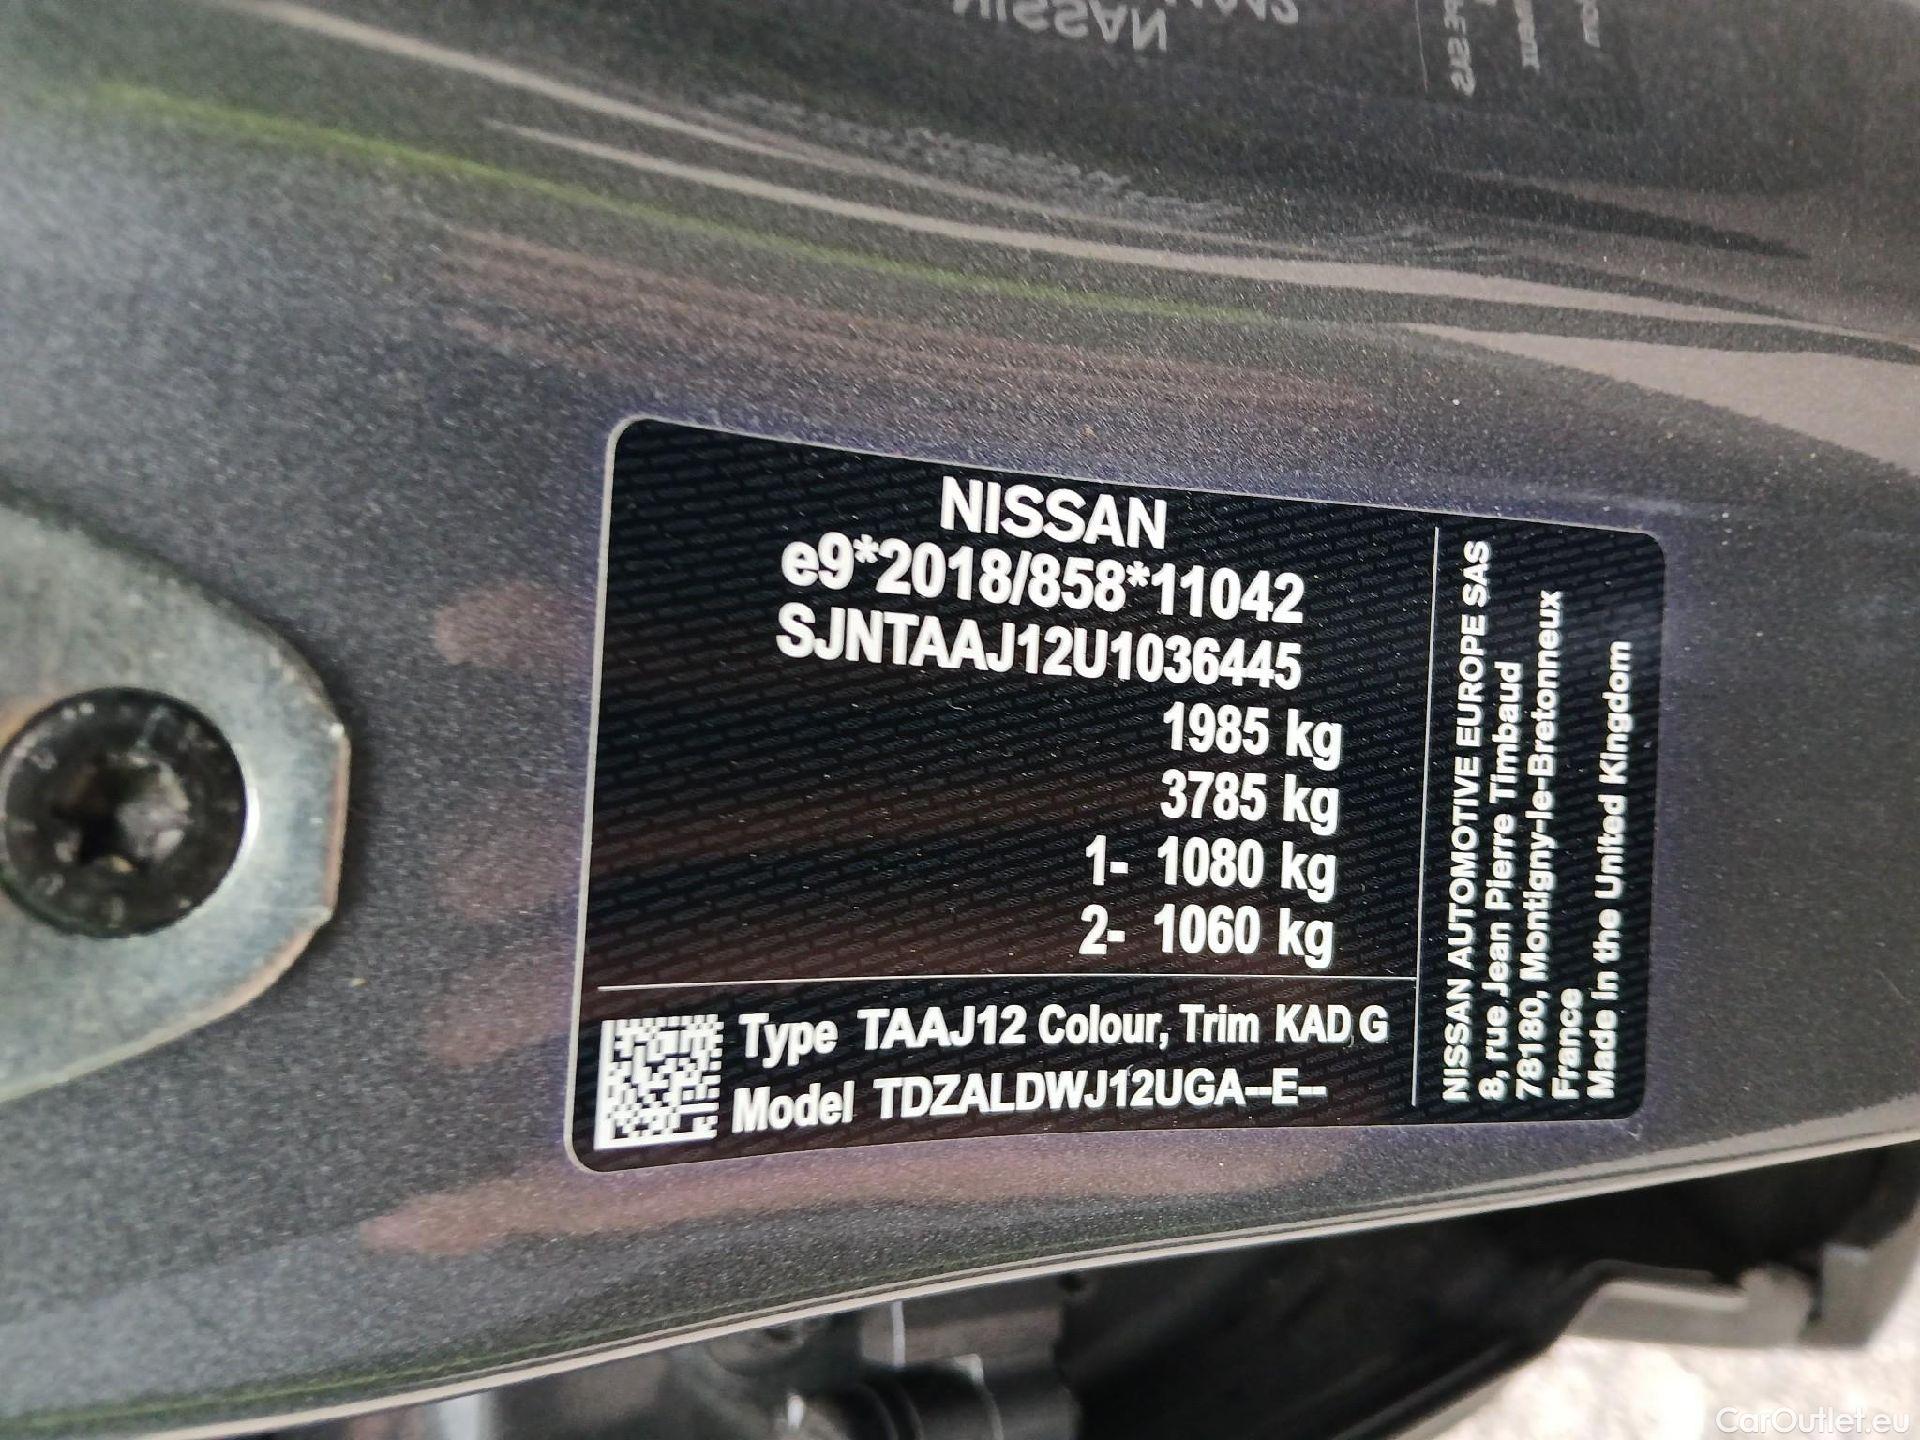 NISSAN
e9*2018/858*11042
SJNTAAJ12U1036445
1985 kg
3785 kg
1- 1080 kg
2- 1060 kg
Type TAAJ12 Colour, Trim KAD, G
Model TDZALDWJ12UGA--E--
NISSAN AUTOMOTIVE EUROPE SAS
8, rue Jean Pierre Timbaud
78180, Montigny-le-Bretonneux
France
Made in the United Kingdom
CarOutlet.eu